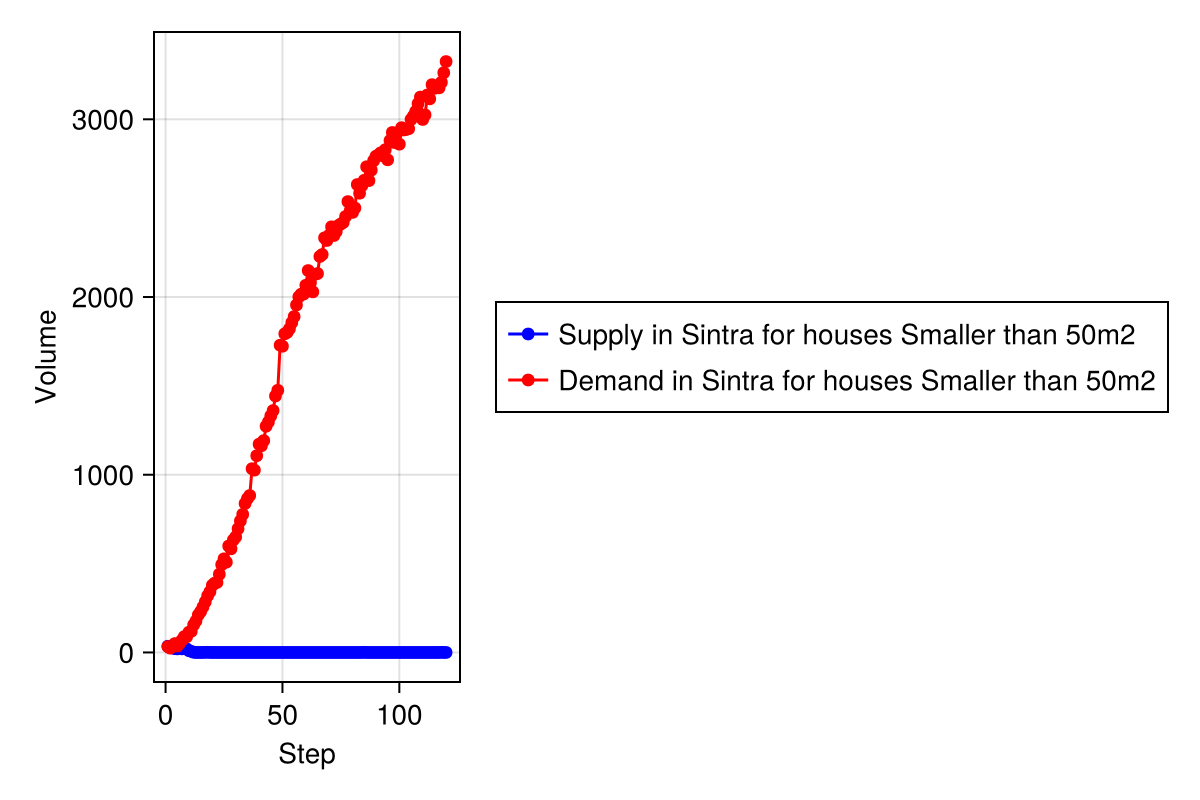 3000
2000
1000
0
Volume
0 50 100
Step
Supply in Sintra for houses Smaller than 50m2
Demand in Sintra for houses Smaller than 50m2